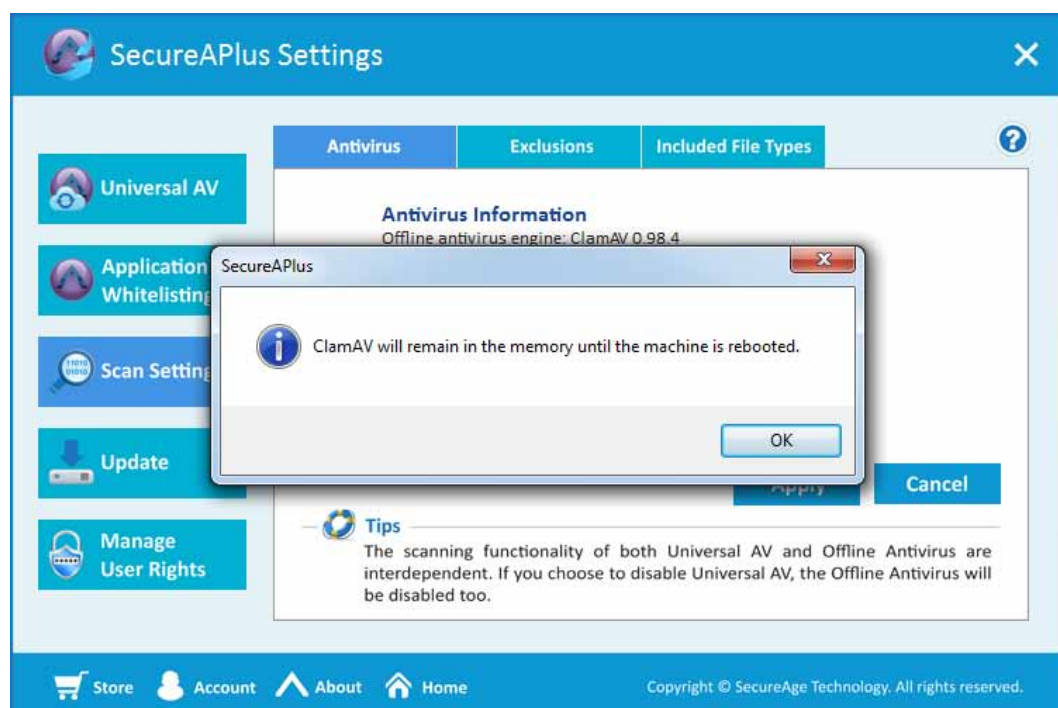 SecureAPlus Settings
Antivirus
Exclusions
Included File Types
Universal AV
Application
Whitelisting
Scan Setting
Update
Manage
User Rights
Antivirus Information
Offline antivirus engine: ClamAV 0.98.4
SecureAPlus
ClamAV will remain in the memory until the machine is rebooted.
OK
Apply
Cancel
Tips
The scanning functionality of both Universal AV and Offline Antivirus are
interdependent. If you choose to disable Universal AV, the Offline Antivirus will
be disabled too.
Store
Account
About
Home
Copyright © SecureAge Technology. All rights reserved.